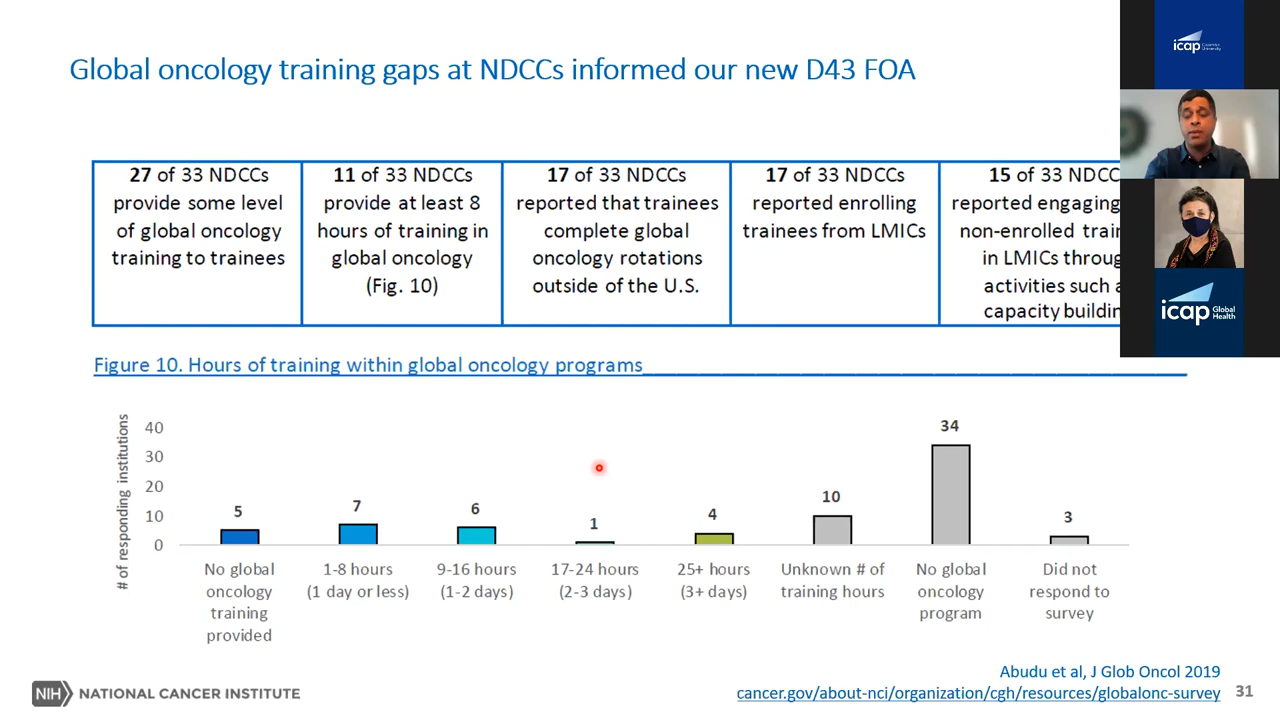 Global oncology training gaps at NDCCs informed our new D43 FOA
27 of 33 NDCCs
provide some level
of global oncology
training to trainees
11 of 33 NDCCs
provide at least 8
hours of training in
global oncology
(Fig. 10)
17 of 33 NDCCs
reported that trainees
complete global
oncology rotations
outside of the U.S.
17 of 33 NDCCs
reported enrolling
trainees from LMICs
15 of 33 NDCC
reported engaging
non-enrolled train
in LMICs throug
activities such a
capacity buildin
Figure 10. Hours of training within global oncology programs
# of responding institutions
40
30
20
10
0
5
7
6
1
4
10
34
3
No global
oncology
training
provided
1-8 hours
(1 day or less)
9-16 hours
(1-2 days)
17-24 hours
(2-3 days)
25+ hours
(3+ days)
Unknown # of
training hours
No global
oncology
program
Did not
respond to
survey
Abudu et al, J Glob Oncol 2019
cancer.gov/about-nci/organization/cgh/resources/globalonc-survey
31
NIH NATIONAL CANCER INSTITUTE
icap Columbia
University
icap Global
Health